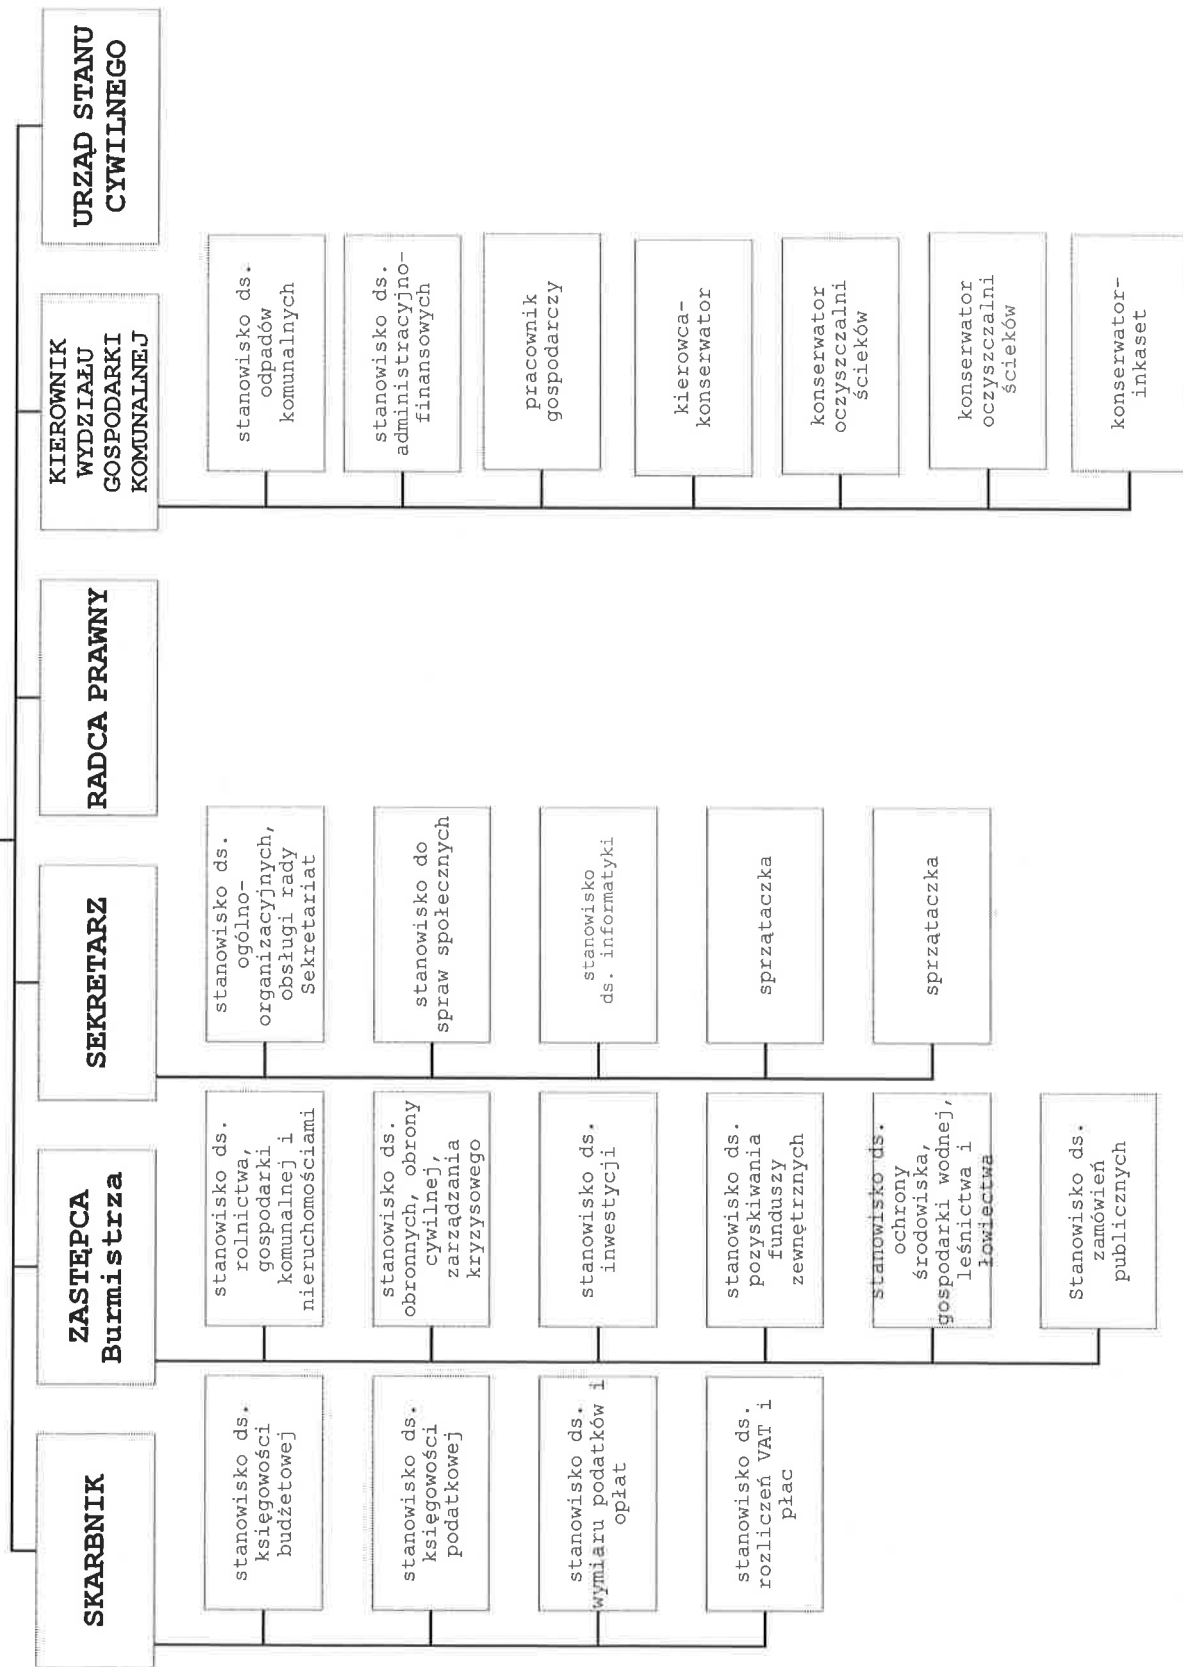 SKARBNIK
stanowisko ds.
księgowości
budżetowej
stanowisko ds.
księgowości
podatkowej
stanowisko ds.
wymiaru podatków i
opłat
stanowisko ds.
rozliczeń VAT i
płac
ZASTĘPCA
Burmistrza
stanowisko ds.
rolnictwa,
gospodarki
komunalnej i
nieruchomościami
stanowisko ds.
obronnych, obrony
cywilnej,
zarządzania
kryzysowego
stanowisko ds.
inwestycji
stanowisko ds.
pozyskiwania
funduszy
zewnętrznych
stanowisko ds.
ochrony
środowiska,
gospodarki wodnej,
leśnictwa i
łowiectwa
Stanowisko ds.
zamówień
publicznych
SEKRETARZ
stanowisko ds.
ogólno-
organizacyjnych,
obsługi rady
Sekretariat
stanowisko do
spraw społecznych
stanowisko
ds. informatyki
sprzątaczka
sprzątaczka
RADCA PRAWNY
KIEROWNIK
WYDZIAŁU
GOSPODARKI
KOMUNALNEJ
stanowisko ds.
odpadów
komunalnych
stanowisko ds.
administracyjno-
finansowych
pracownik
gospodarczy
kierowca-
konserwator
konserwator
oczyszczalni
ścieków
konserwator
oczyszczalni
ścieków
konserwator-
inkaset
URZĄD STANU
CYWILNEGO